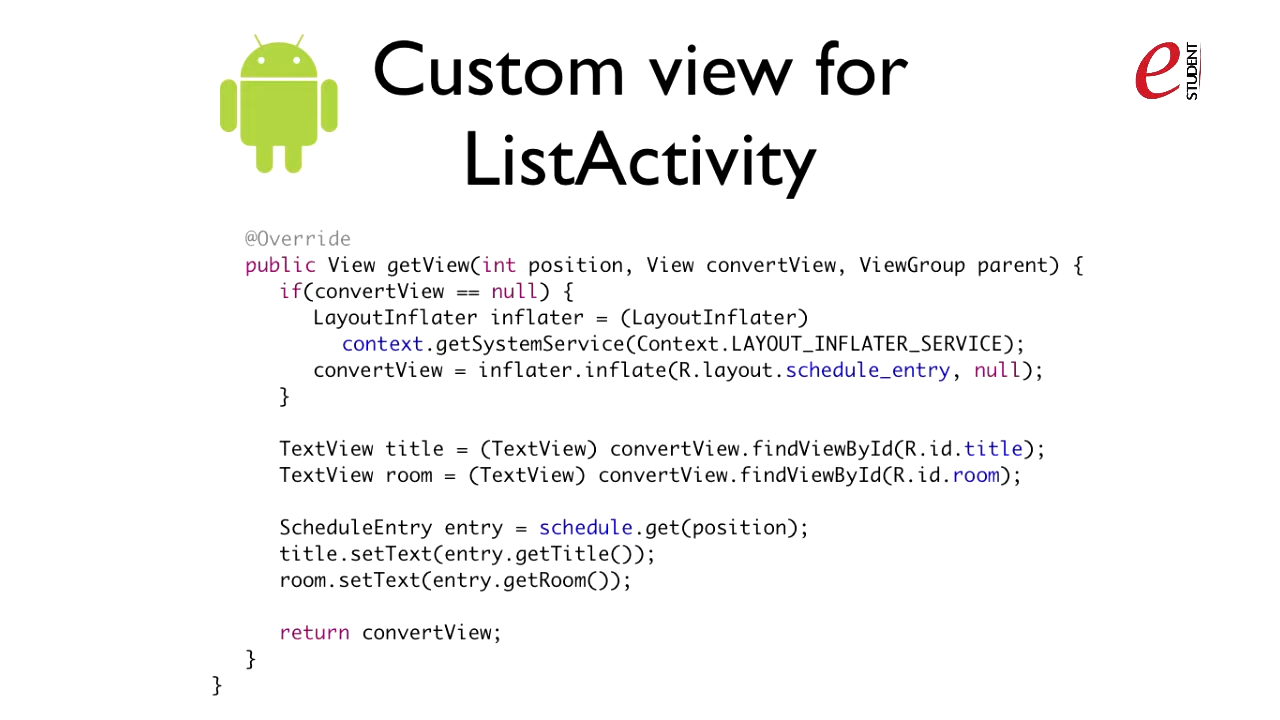 Custom view for
ListActivity
e STUDENT
@Override
public View getView(int position, View convertView, ViewGroup parent) {
if(convertView == null) {
LayoutInflater inflater = (LayoutInflater)
context.getSystemService(Context.LAYOUT_INFLATER_SERVICE);
convertView = inflater.inflate(R.layout.schedule_entry, null);
}
TextView title = (TextView) convertView.findViewById(R.id.title);
TextView room = (TextView) convertView.findViewById(R.id.room);
ScheduleEntry entry = schedule.get(position);
title.setText(entry.getTitle());
room.setText(entry.getRoom());
return convertView;
}
}